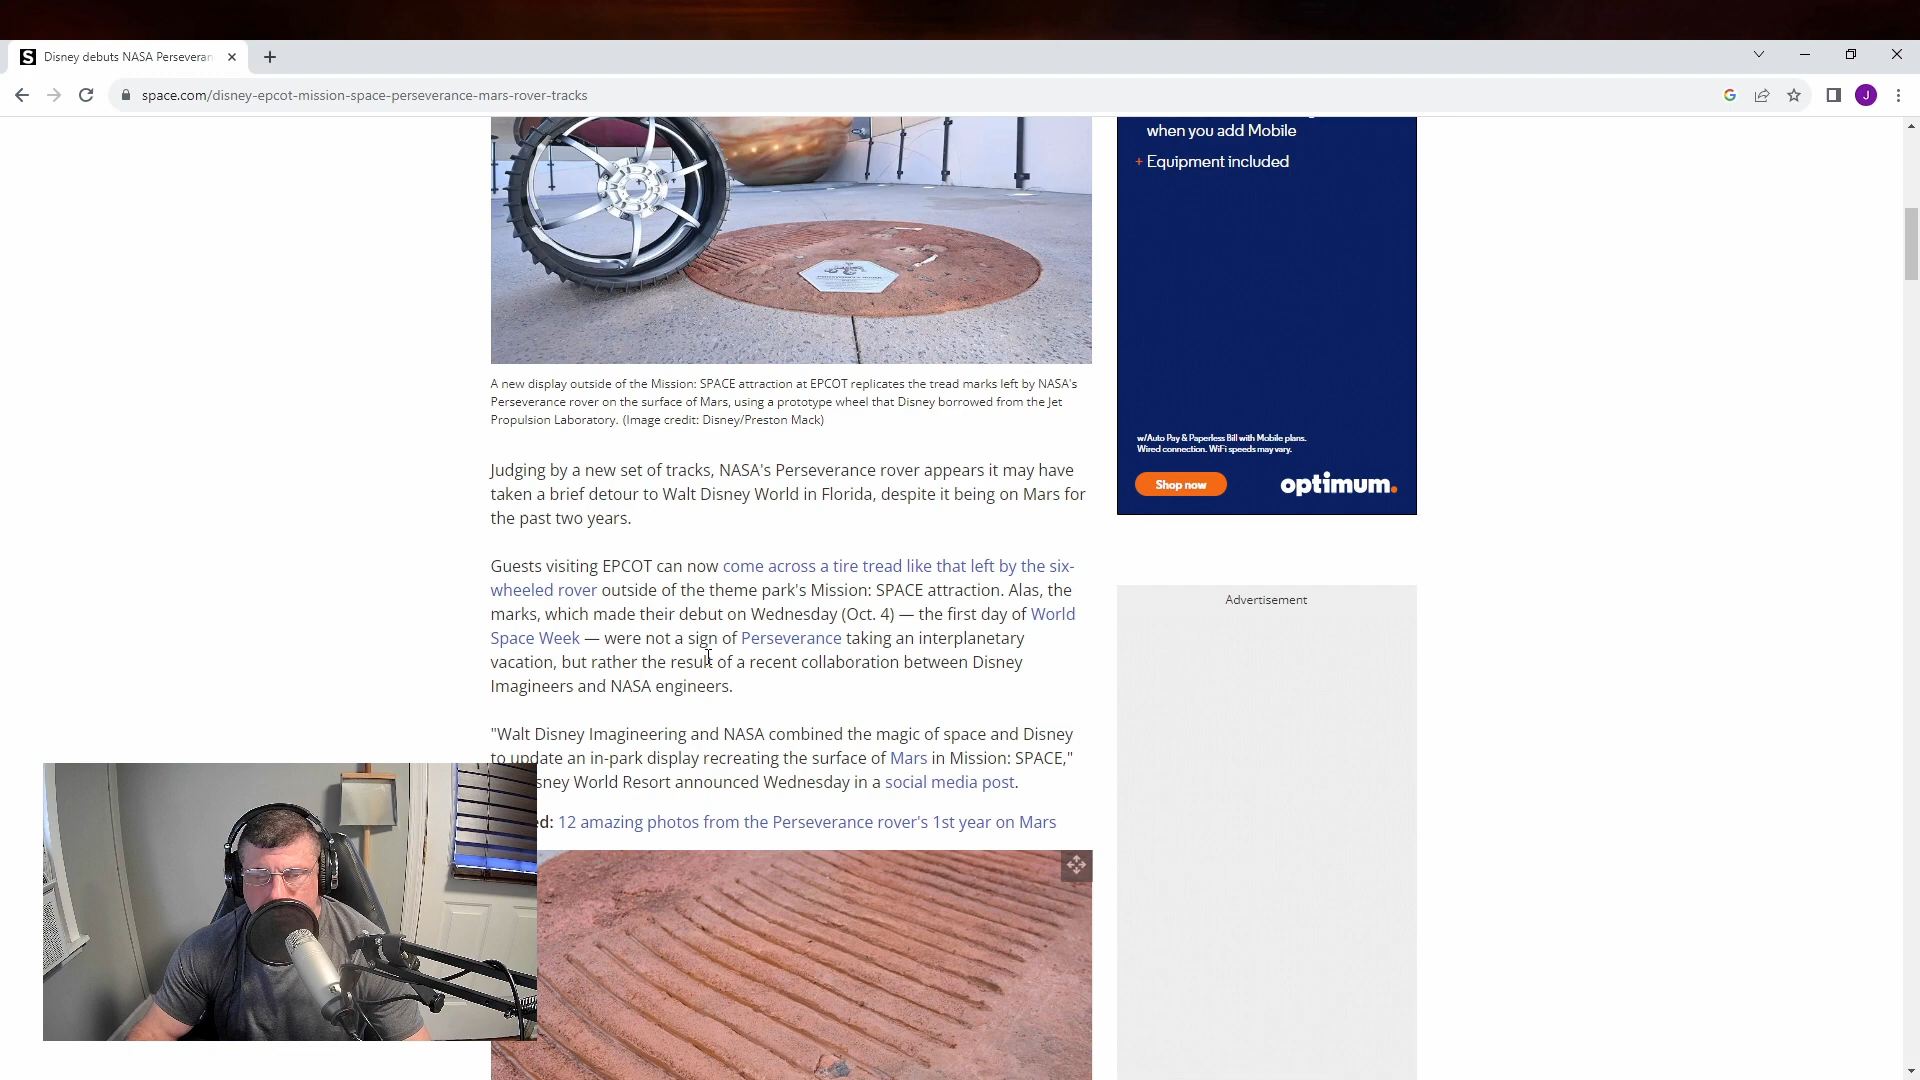 Disney debuts NASA Perseveran
space.com/disney-epcot-mission-space-perseverance-mars-rover-tracks
J
when you add Mobile
+ Equipment included
A new display outside of the Mission: SPACE attraction at EPCOT replicates the tread marks left by NASA's
Perseverance rover on the surface of Mars, using a prototype wheel that Disney borrowed from the Jet
Propulsion Laboratory. (Image credit: Disney/Preston Mack)
w/Auto Pay & Paperless Bill with Mobile plans.
Wired connection. WiFi speeds may vary.
Shop now
optimum.
Judging by a new set of tracks, NASA's Perseverance rover appears it may have
taken a brief detour to Walt Disney World in Florida, despite it being on Mars for
the past two years.
Guests visiting EPCOT can now come across a tire tread like that left by the six-
wheeled rover outside of the theme park's Mission: SPACE attraction. Alas, the
marks, which made their debut on Wednesday (Oct. 4) — the first day of World
Space Week — were not a sign of Perseverance taking an interplanetary
vacation, but rather the result of a recent collaboration between Disney
Imagineers and NASA engineers.
Advertisement
"Walt Disney Imagineering and NASA combined the magic of space and Disney
to update an in-park display recreating the surface of Mars in Mission: SPACE,"
sney World Resort announced Wednesday in a social media post.
ed: 12 amazing photos from the Perseverance rover's 1st year on Mars